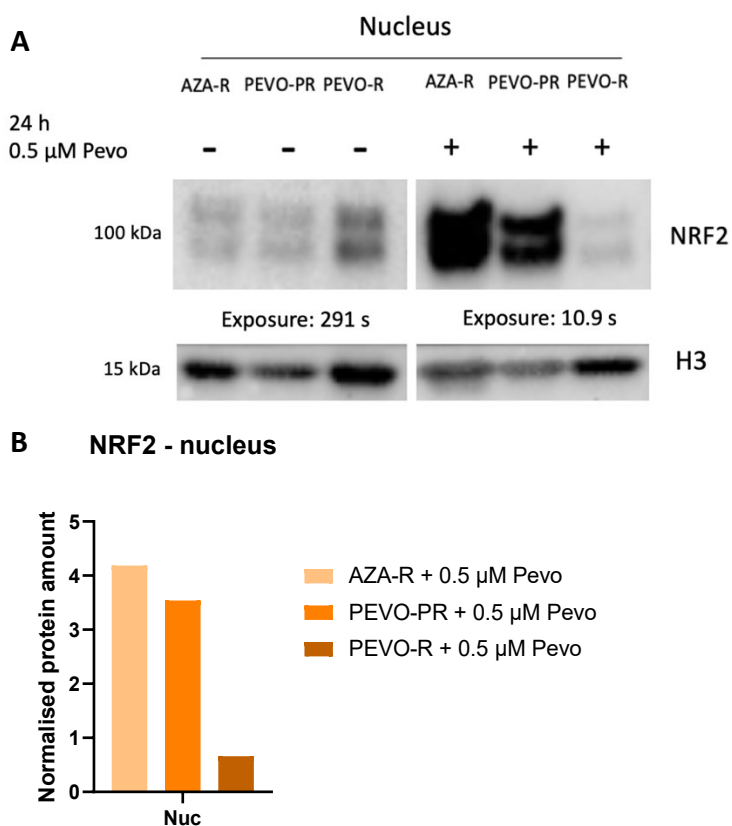 A
Nucleus
AZA-R PEVO-PR PEVO-R AZA-R PEVO-PR PEVO-R
24 h
0.5 µM Pevo - - - + + +
100 kDa NRF2
Exposure: 291 s Exposure: 10.9 s
15 kDa H3
B NRF2 - nucleus
Normalised protein amount
5
4
3
2
1
0
Nuc
AZA-R + 0.5 µM Pevo
PEVO-PR + 0.5 µM Pevo
PEVO-R + 0.5 µM Pevo